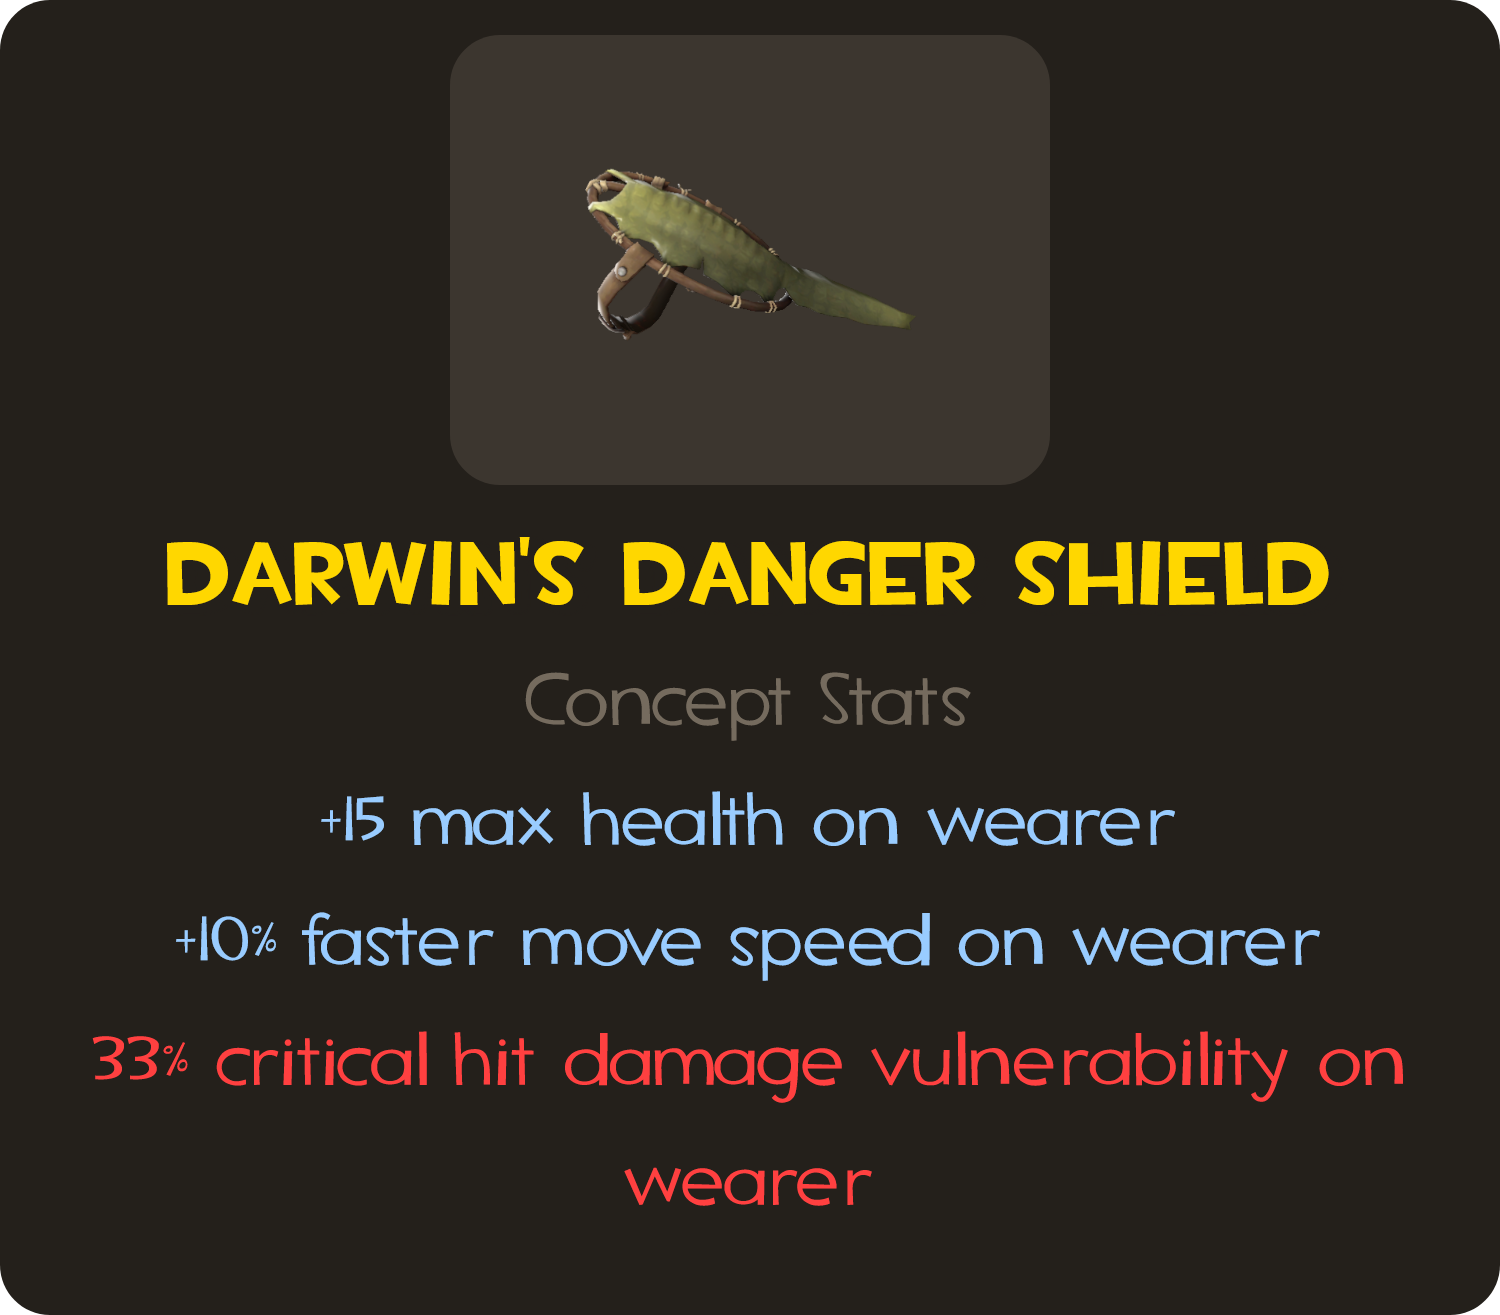 DARWIN'S DANGER SHIELD
Concept Stats
+15 max health on wearer
+10% faster move speed on wearer
33% critical hit damage vulnerability on
wearer